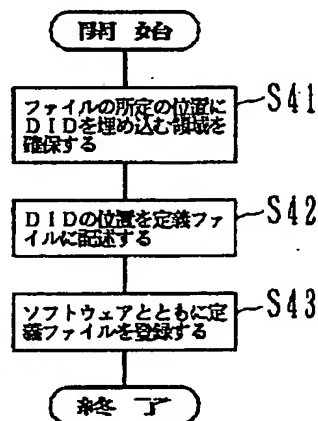 開 始
ファイルの所定の位置に
DIDを埋め込む領域を
確保する
S41
DIDの位置を定義ファ
イルに記述する
S42
ソフトウェアとともに定
義ファイルを登録する
S43
終 了